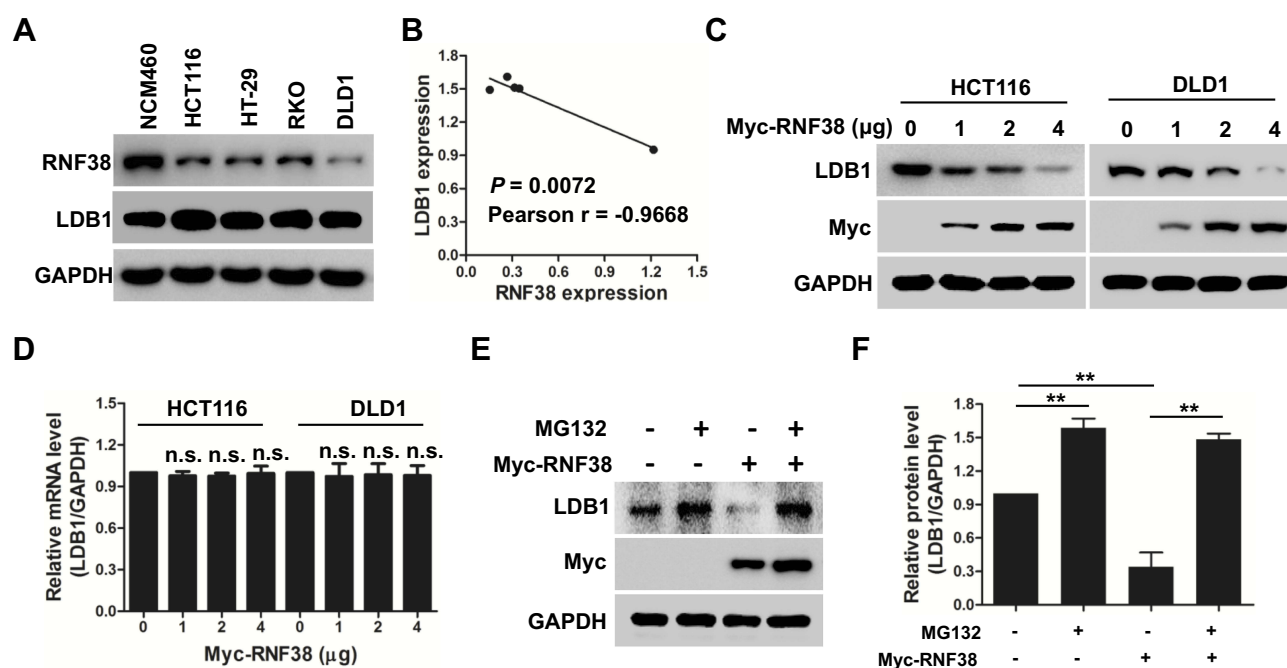 A
NCM460
HCT116
HT-29
RKO
DLD1
RNF38
LDB1
GAPDH
B
LDB1 expression
1.8
1.5
1.2
0.9
0.6
0.3
0.0
P = 0.0072
Pearson r = -0.9668
0.0 0.3 0.6 0.9 1.2 1.5
RNF38 expression
C
HCT116 DLD1
Myc-RNF38 (µg) 0 1 2 4 0 1 2 4
LDB1
Myc
GAPDH
D
Relative mRNA level
(LDB1/GAPDH)
HCT116 DLD1
n.s. n.s. n.s. n.s. n.s. n.s.
1.5
1.2
0.9
0.6
0.3
0.0
0 1 2 4 0 1 2 4
Myc-RNF38 (µg)
E
MG132 - + - +
Myc-RNF38 - - + +
LDB1
Myc
GAPDH
F
Relative protein level
(LDB1/GAPDH)
**
** **
1.8
1.5
1.2
0.9
0.6
0.3
0.0
MG132 - + - +
Myc-RNF38 - - + +